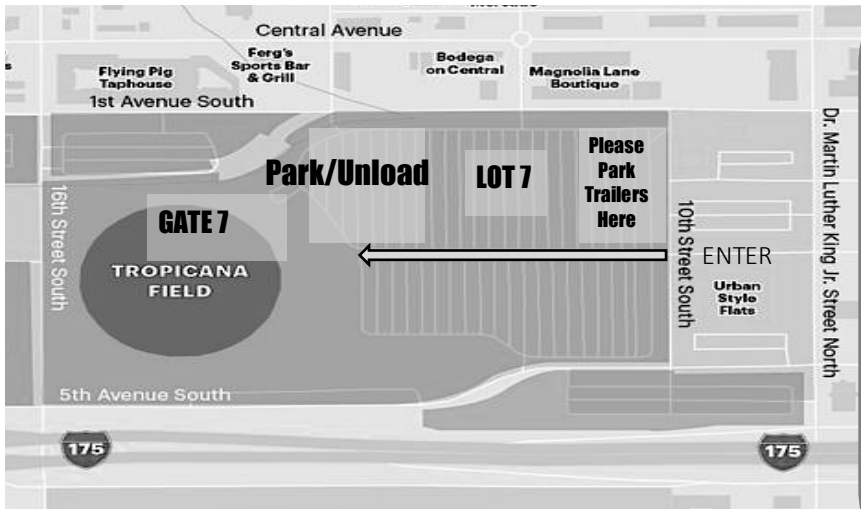 Central Avenue
Ferg's
Sports Bar
& Grill
Bodega
on Central
Flying Pig
Taphouse
Magnolia Lane
Boutique
1st Avenue South
Park/Unload
LOT 7
Please
Park
Trailers
Here
GATE 7
TROPICANA
FIELD
16th Street South
10th Street South
ENTER
Urban
Style
Flats
Dr. Martin Luther King Jr. Street North
5th Avenue South
175
175